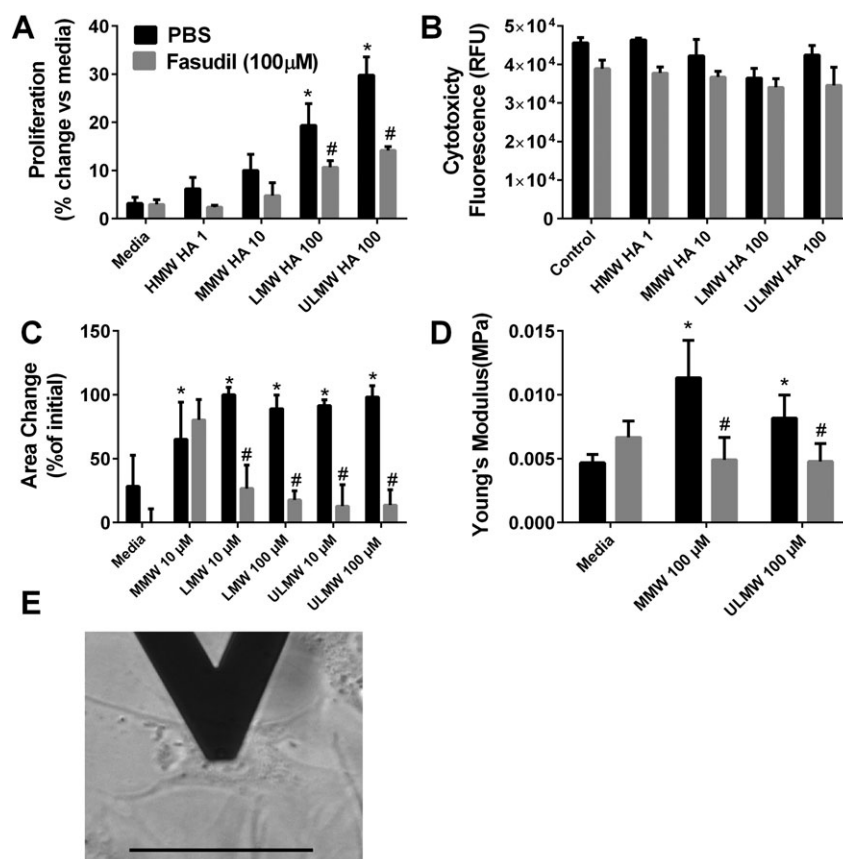 A
PBS
Fasudil (100μM)
Proliferation
(% change vs media)
40
30
20
10
0
*
*
#
#
Media
HMW HA 1
MMW HA 10
LMW HA 100
ULMW HA 100
B
Cytotoxicty
Fluorescence (RFU)
5×10⁴
4×10⁴
3×10⁴
2×10⁴
1×10⁴
0
Control
HMW HA 1
MMW HA 10
LMW HA 100
ULMW HA 100
C
Area Change
(%of initial)
150
100
50
0
*
*
*
*
*
#
#
#
#
Media
MMW 10 μM
LMW 10 μM
LMW 100 μM
ULMW 10 μM
ULMW 100 μM
D
Young's Modulus(MPa)
0.015
0.010
0.005
0.000
*
*
#
#
Media
MMW 100 μM
ULMW 100 μM
E